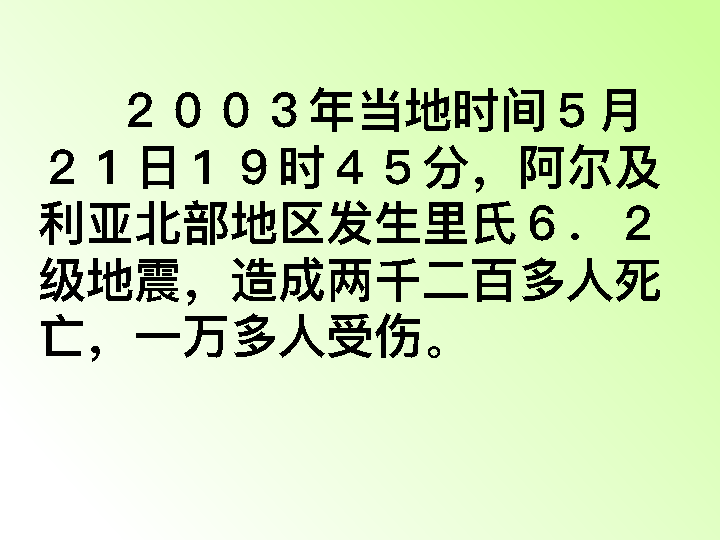 ２００３年当地时间５月
２１日１９时４５分，阿尔及
利亚北部地区发生里氏６．２
级地震，造成两千二百多人死
亡，一万多人受伤。